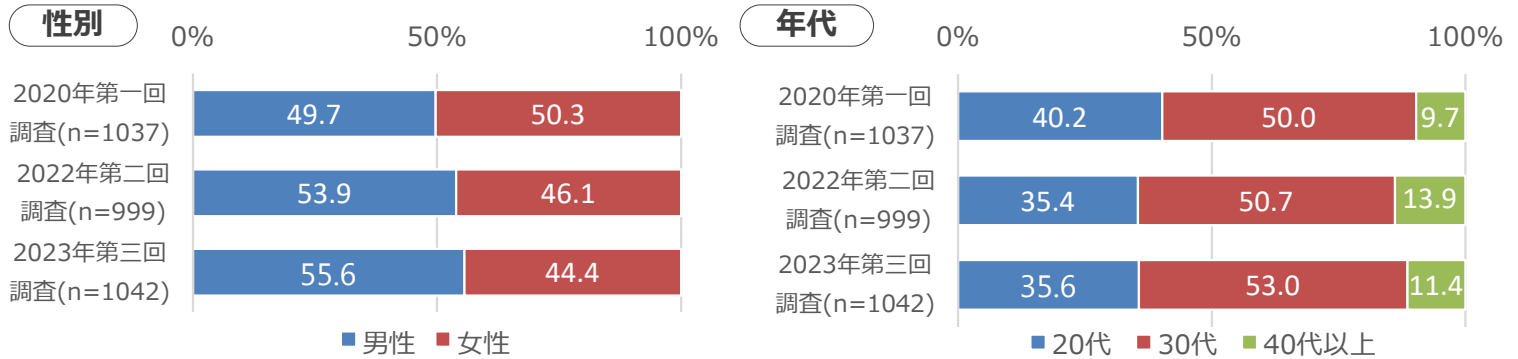 性別
0% 50% 100%
2020年第一回
調査(n=1037)
49.7 50.3
2022年第二回
調査(n=999)
53.9 46.1
2023年第三回
調査(n=1042)
55.6 44.4
男性 女性
年代
0% 50% 100%
2020年第一回
調査(n=1037)
40.2 50.0 9.7
2022年第二回
調査(n=999)
35.4 50.7 13.9
2023年第三回
調査(n=1042)
35.6 53.0 11.4
20代 30代 40代以上